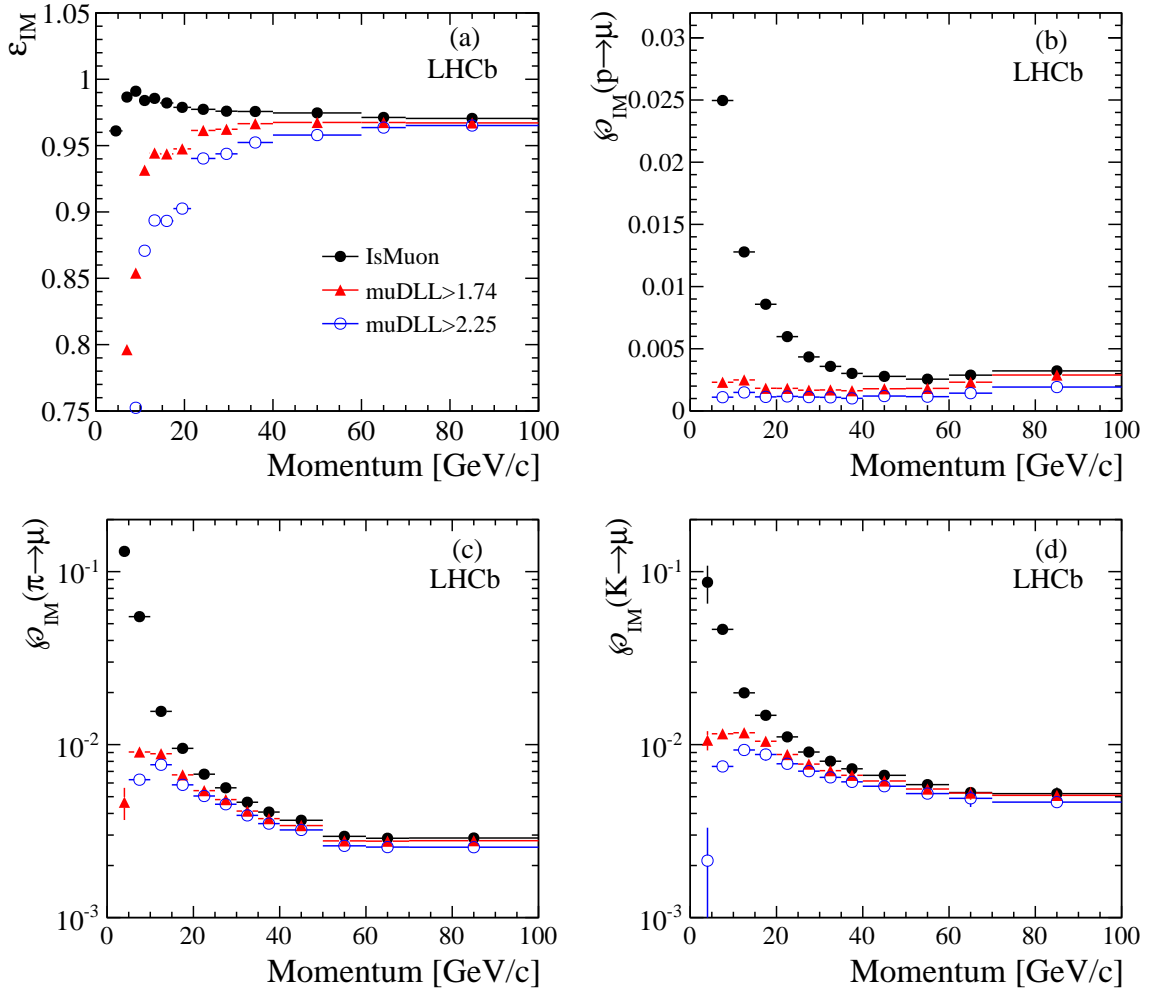 ε_IM
1.05
1
0.95
0.9
0.85
0.8
0.75
(a)
LHCb
IsMuon
muDLL>1.74
muDLL>2.25
0 20 40 60 80 100
Momentum [GeV/c]
℘_IM(p→μ)
0.03
0.025
0.02
0.015
0.01
0.005
0
(b)
LHCb
0 20 40 60 80 100
Momentum [GeV/c]
℘_IM(π→μ)
10^-1
10^-2
10^-3
(c)
LHCb
0 20 40 60 80 100
Momentum [GeV/c]
℘_IM(K→μ)
10^-1
10^-2
10^-3
(d)
LHCb
0 20 40 60 80 100
Momentum [GeV/c]